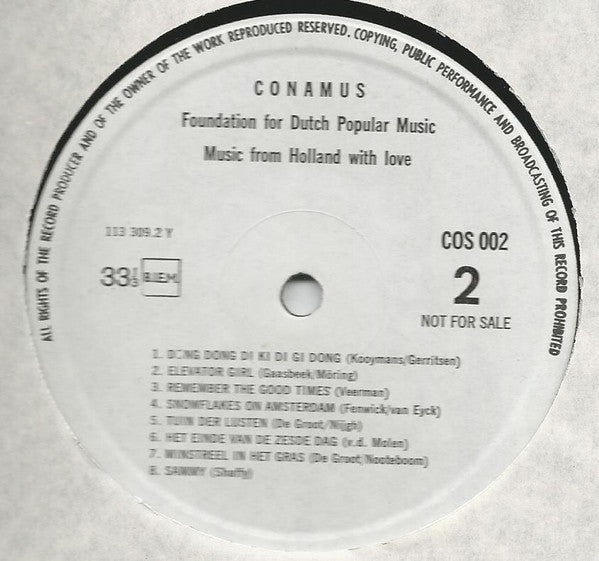 ALL RIGHTS OF THE RECORD PRODUCER AND OF THE OWNER OF THE WORK REPRODUCED RESERVED. COPYING, PUBLIC PERFORMANCE AND BROADCASTING OF THIS RECORD PROHIBITED
CONAMUS
Foundation for Dutch Popular Music
Music from Holland with love
113 309.2 Y
COS 002
33⅓ B.I.E.M.
2
NOT FOR SALE
1. DONG DONG DI KI DI GI DONG (Kooymans/Gerritsen)
2. ELEVATOR GIRL (Gaasbeek/Möring)
3. REMEMBER THE GOOD TIMES (Veerman)
4. SNOWFLAKES ON AMSTERDAM (Fenwick/van Eyck)
5. TUIN DER LUSTEN (De Groot/Nijgh)
6. HET EINDE VAN DE ZESDE DAG (v.d. Molen)
7. MINSTREEL IN HET GRAS (De Groot/Nooteboom)
8. SAMMY (Shaffy)